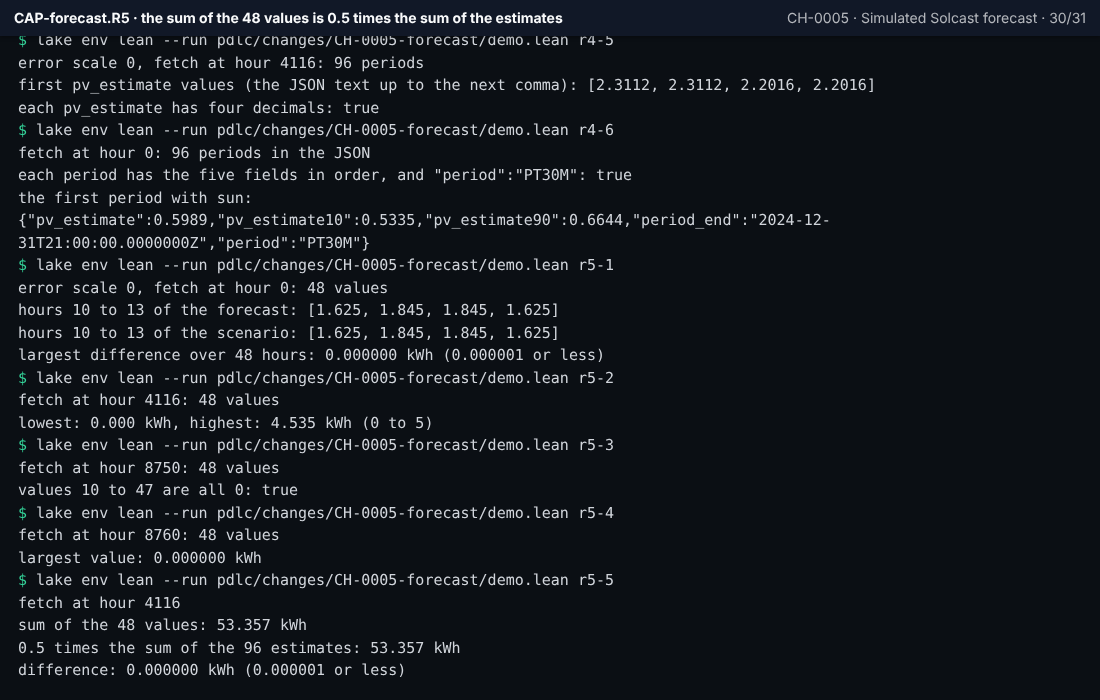 CAP-forecast.R5 · the sum of the 48 values is 0.5 times the sum of the estimates
CH-0005 · Simulated Solcast forecast · 30/31
$ lake env lean --run pdlc/changes/CH-0005-forecast/demo.lean r4-5
error scale 0, fetch at hour 4116: 96 periods
first pv_estimate values (the JSON text up to the next comma): [2.3112, 2.3112, 2.2016, 2.2016]
each pv_estimate has four decimals: true
$ lake env lean --run pdlc/changes/CH-0005-forecast/demo.lean r4-6
fetch at hour 0: 96 periods in the JSON
each period has the five fields in order, and "period":"PT30M": true
the first period with sun:
{"pv_estimate":0.5989,"pv_estimate10":0.5335,"pv_estimate90":0.6644,"period_end":"2024-12-
31T21:00:00.0000000Z","period":"PT30M"}
$ lake env lean --run pdlc/changes/CH-0005-forecast/demo.lean r5-1
error scale 0, fetch at hour 0: 48 values
hours 10 to 13 of the forecast: [1.625, 1.845, 1.845, 1.625]
hours 10 to 13 of the scenario: [1.625, 1.845, 1.845, 1.625]
largest difference over 48 hours: 0.000000 kWh (0.000001 or less)
$ lake env lean --run pdlc/changes/CH-0005-forecast/demo.lean r5-2
fetch at hour 4116: 48 values
lowest: 0.000 kWh, highest: 4.535 kWh (0 to 5)
$ lake env lean --run pdlc/changes/CH-0005-forecast/demo.lean r5-3
fetch at hour 8750: 48 values
values 10 to 47 are all 0: true
$ lake env lean --run pdlc/changes/CH-0005-forecast/demo.lean r5-4
fetch at hour 8760: 48 values
largest value: 0.000000 kWh
$ lake env lean --run pdlc/changes/CH-0005-forecast/demo.lean r5-5
fetch at hour 4116
sum of the 48 values: 53.357 kWh
0.5 times the sum of the 96 estimates: 53.357 kWh
difference: 0.000000 kWh (0.000001 or less)